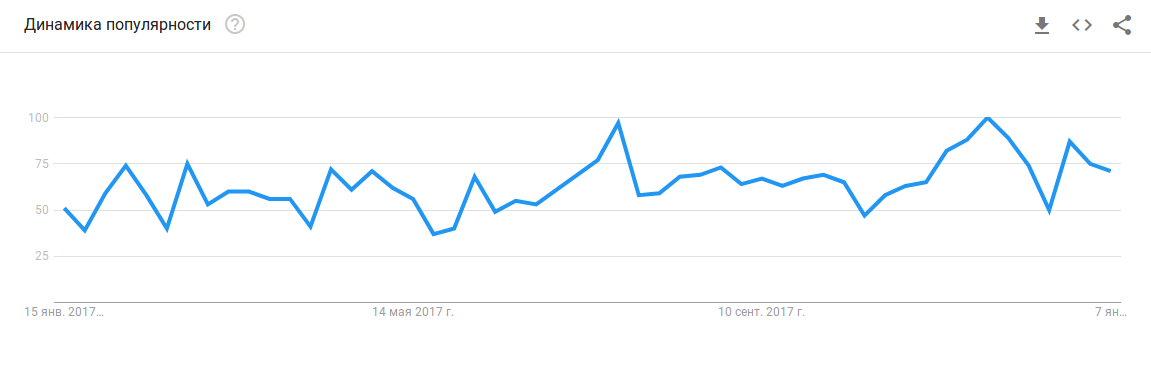 Динамика популярности ?
100
75
50
25
15 янв. 2017…
14 мая 2017 г.
10 сент. 2017 г.
7 ян…